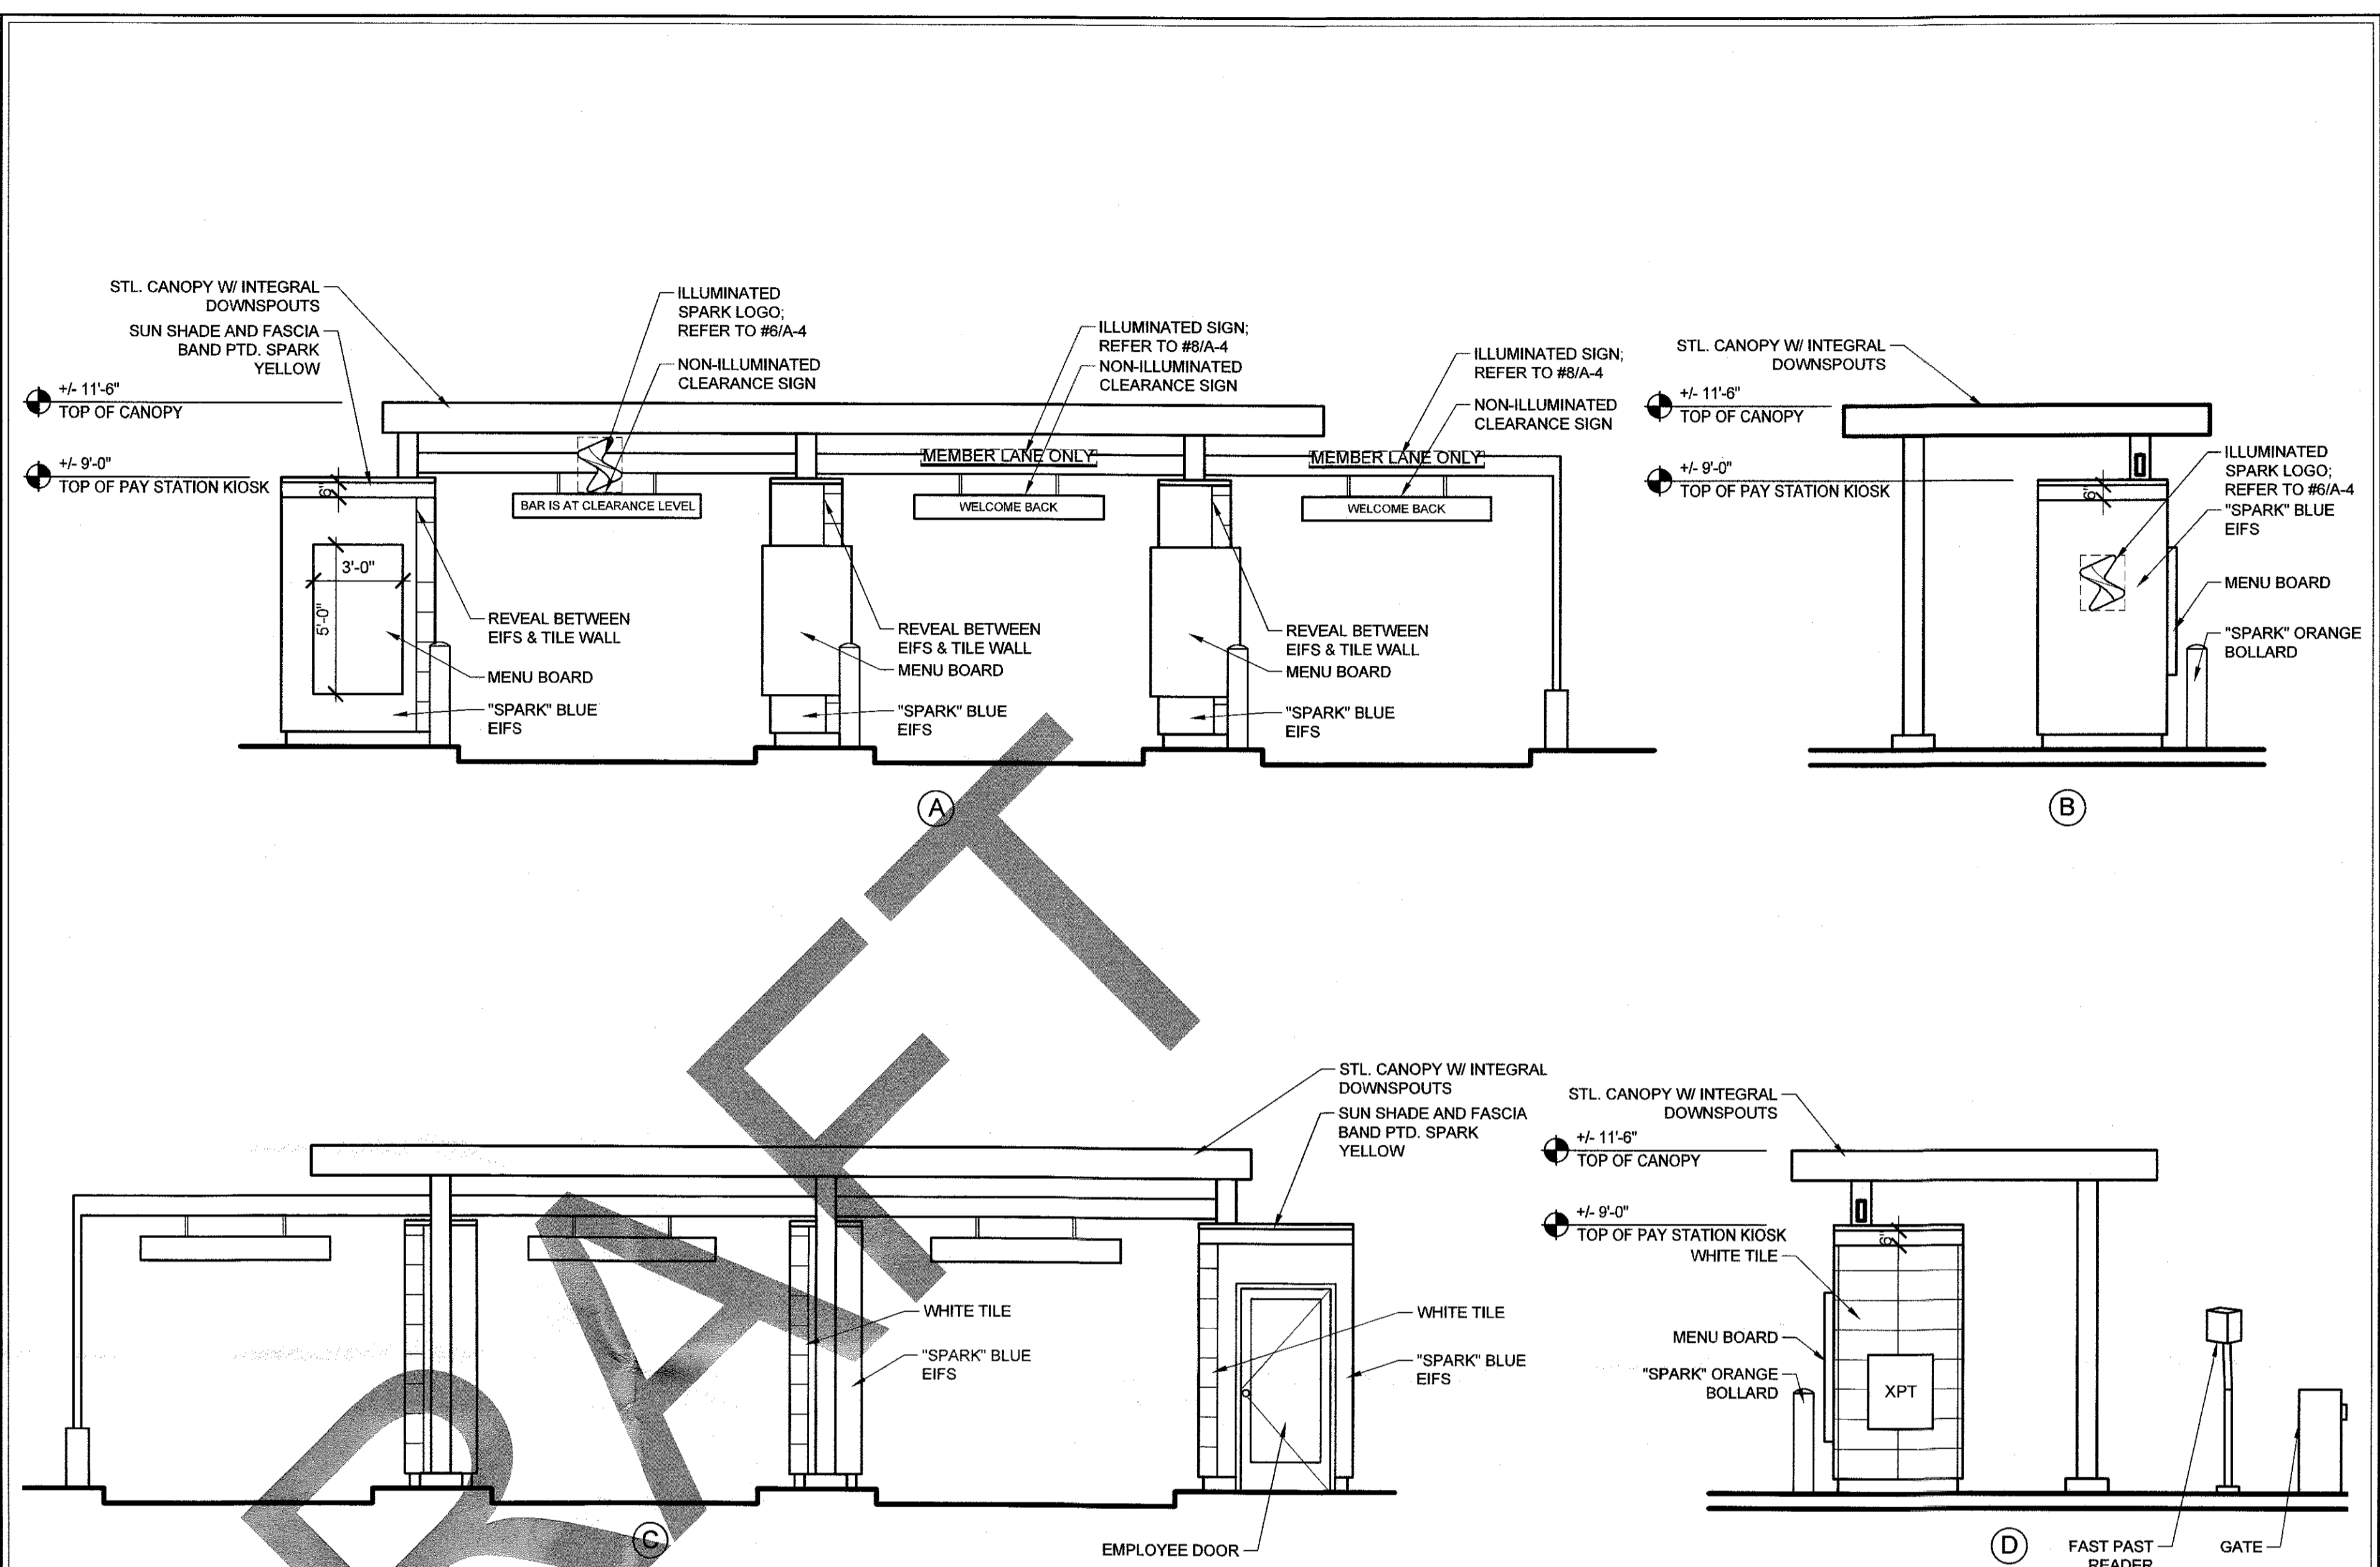 STL. CANOPY W/ INTEGRAL
DOWNSPOUTS
SUN SHADE AND FASCIA
BAND PTD. SPARK
YELLOW
+/- 11'-6"
TOP OF CANOPY
+/- 9'-0"
TOP OF PAY STATION KIOSK
ILLUMINATED
SPARK LOGO;
REFER TO #6/A-4
NON-ILLUMINATED
CLEARANCE SIGN
ILLUMINATED SIGN;
REFER TO #8/A-4
NON-ILLUMINATED
CLEARANCE SIGN
ILLUMINATED SIGN;
REFER TO #8/A-4
NON-ILLUMINATED
CLEARANCE SIGN
MEMBER LANE ONLY
MEMBER LANE ONLY
6"
BAR IS AT CLEARANCE LEVEL
WELCOME BACK
WELCOME BACK
3'-0"
5'-0"
REVEAL BETWEEN
EIFS & TILE WALL
MENU BOARD
"SPARK" BLUE
EIFS
REVEAL BETWEEN
EIFS & TILE WALL
MENU BOARD
"SPARK" BLUE
EIFS
REVEAL BETWEEN
EIFS & TILE WALL
MENU BOARD
"SPARK" BLUE
EIFS
A
STL. CANOPY W/ INTEGRAL
DOWNSPOUTS
+/- 11'-6"
TOP OF CANOPY
+/- 9'-0"
TOP OF PAY STATION KIOSK
6"
ILLUMINATED
SPARK LOGO;
REFER TO #6/A-4
"SPARK" BLUE
EIFS
MENU BOARD
"SPARK" ORANGE
BOLLARD
B
STL. CANOPY W/ INTEGRAL
DOWNSPOUTS
SUN SHADE AND FASCIA
BAND PTD. SPARK
YELLOW
WHITE TILE
"SPARK" BLUE
EIFS
WHITE TILE
"SPARK" BLUE
EIFS
C
EMPLOYEE DOOR
STL. CANOPY W/ INTEGRAL
DOWNSPOUTS
+/- 11'-6"
TOP OF CANOPY
+/- 9'-0"
TOP OF PAY STATION KIOSK
6"
WHITE TILE
MENU BOARD
"SPARK" ORANGE
BOLLARD
XPT
D
FAST PAST
READER
GATE
RAFT